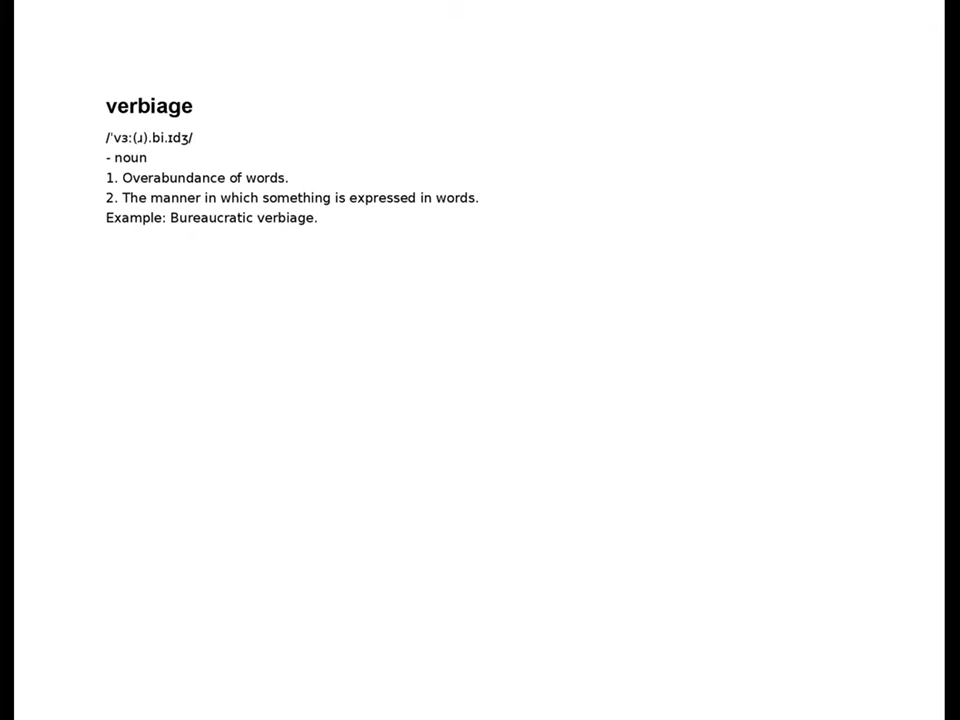 verbiage
/ˈvɜː(ɹ).bi.ɪdʒ/
- noun
1. Overabundance of words.
2. The manner in which something is expressed in words.
Example: Bureaucratic verbiage.